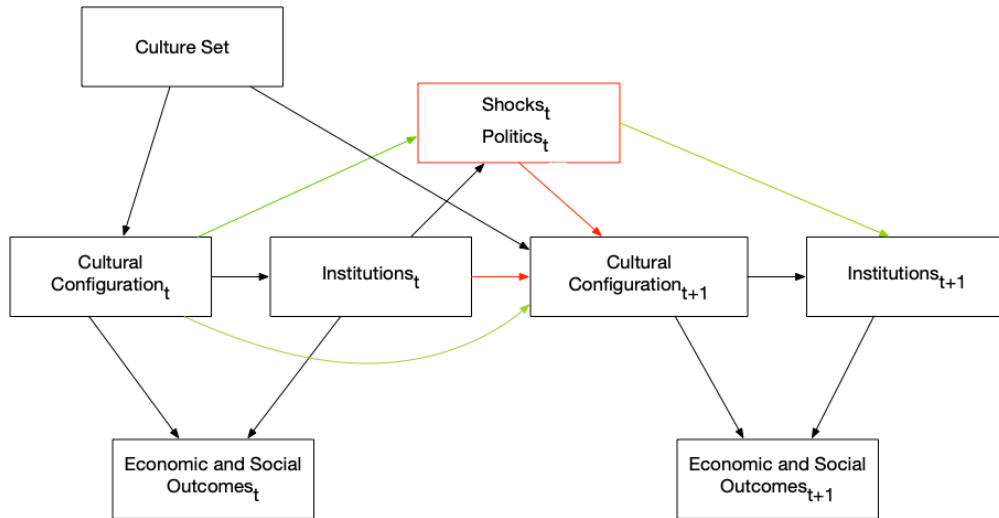 Culture Set
Shocks_t
Politics_t
Cultural
Configuration_t
Institutions_t
Cultural
Configuration_t+1
Institutions_t+1
Economic and Social
Outcomes_t
Economic and Social
Outcomes_t+1